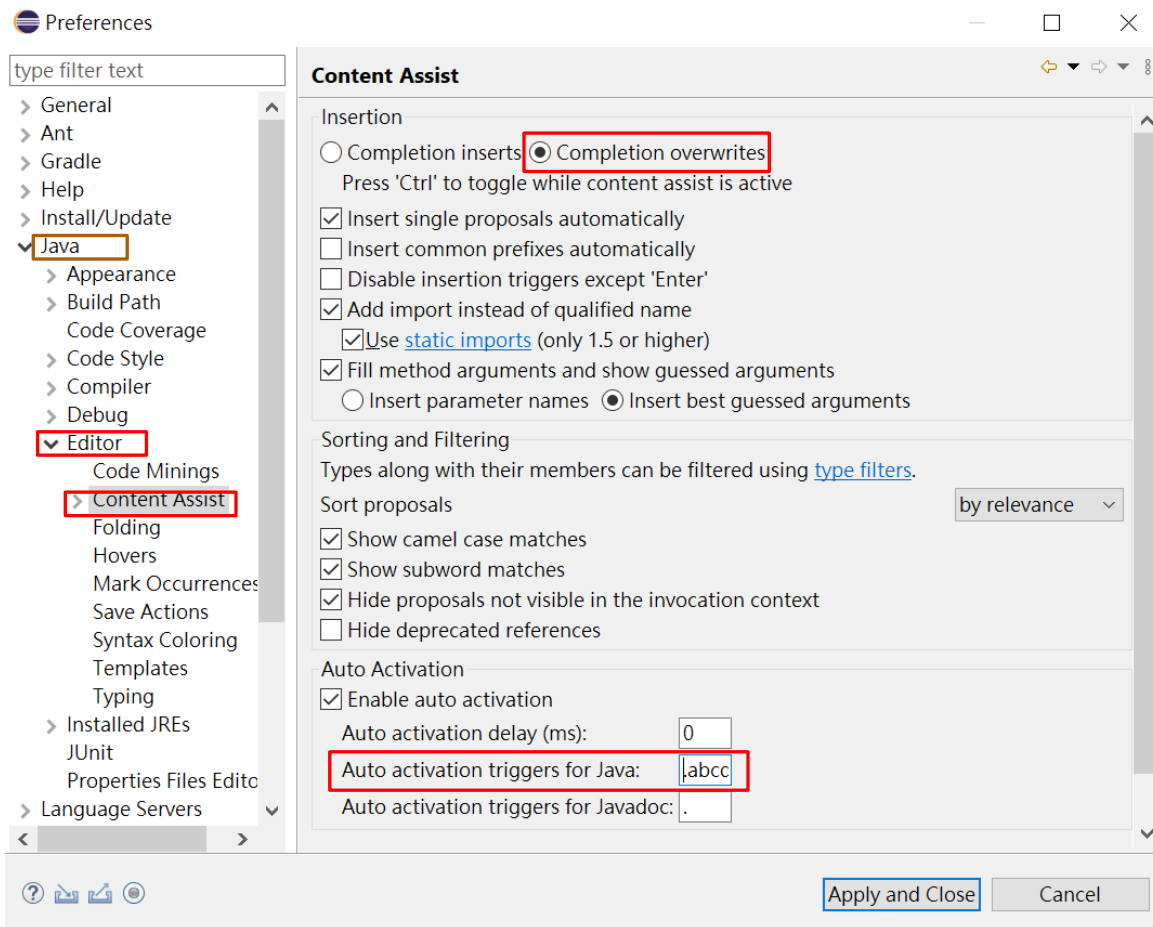 Preferences
type filter text
General
Ant
Gradle
Help
Install/Update
Java
Appearance
Build Path
Code Coverage
Code Style
Compiler
Debug
Editor
Code Minings
Content Assist
Folding
Hovers
Mark Occurrences
Save Actions
Syntax Coloring
Templates
Typing
Installed JREs
JUnit
Properties Files Edito
Language Servers
Content Assist
Insertion
Completion inserts Completion overwrites
Press 'Ctrl' to toggle while content assist is active
Insert single proposals automatically
Insert common prefixes automatically
Disable insertion triggers except 'Enter'
Add import instead of qualified name
Use static imports (only 1.5 or higher)
Fill method arguments and show guessed arguments
Insert parameter names Insert best guessed arguments
Sorting and Filtering
Types along with their members can be filtered using type filters.
Sort proposals by relevance
Show camel case matches
Show subword matches
Hide proposals not visible in the invocation context
Hide deprecated references
Auto Activation
Enable auto activation
Auto activation delay (ms): 0
Auto activation triggers for Java: .abcc
Auto activation triggers for Javadoc: .
Apply and Close Cancel